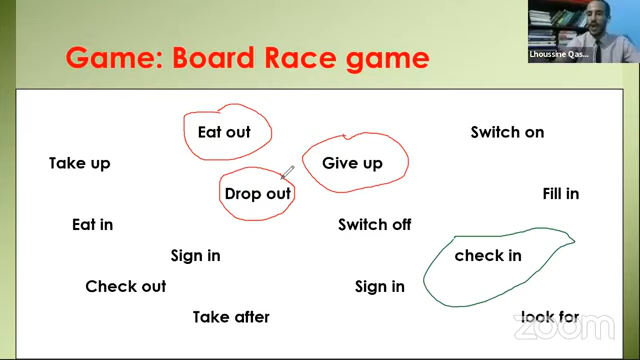 Game: Board Race game
Lhoussine Qas...
Eat out
Switch on
Take up
Give up
Drop out
Fill in
Eat in
Switch off
Sign in
check in
Check out
Sign in
Take after
look for
zoom